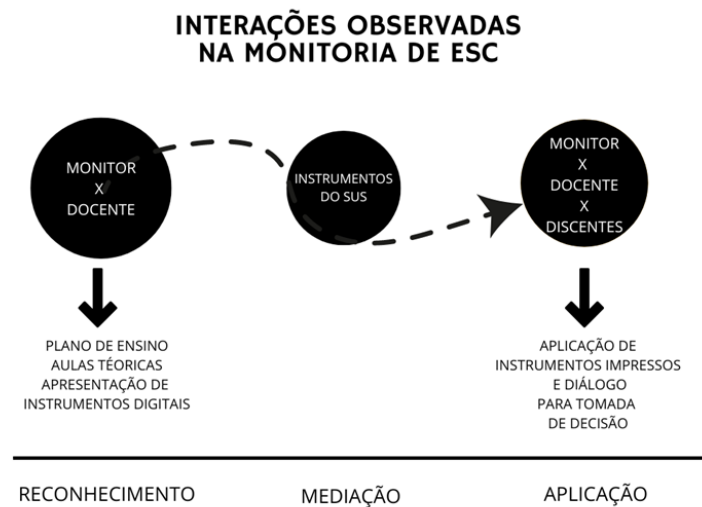 INTERAÇÕES OBSERVADAS
NA MONITORIA DE ESC
MONITOR
X
DOCENTE
INSTRUMENTOS
DO SUS
MONITOR
X
DOCENTE
X
DISCENTES
PLANO DE ENSINO
AULAS TÉORICAS
APRESENTAÇÃO DE
INSTRUMENTOS DIGITAIS
APLICAÇÃO DE
INSTRUMENTOS IMPRESSOS
E DIÁLOGO
PARA TOMADA
DE DECISÃO
RECONHECIMENTO
MEDIAÇÃO
APLICAÇÃO